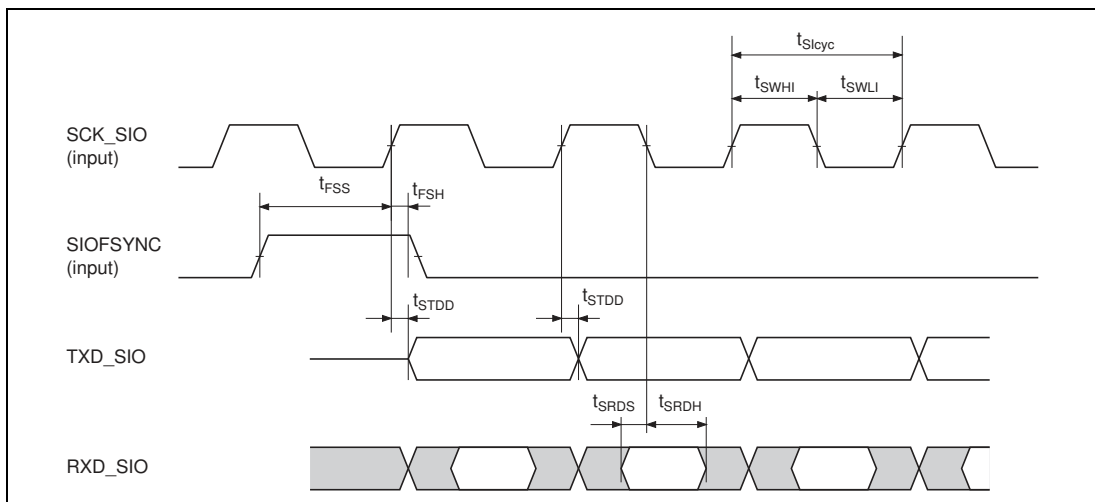 tSIcyc
tSWHI tSWLI
SCK_SIO
(input)
tFSS tFSH
SIOFSYNC
(input)
tSTDD tSTDD
TXD_SIO
tSRDS tSRDH
RXD_SIO